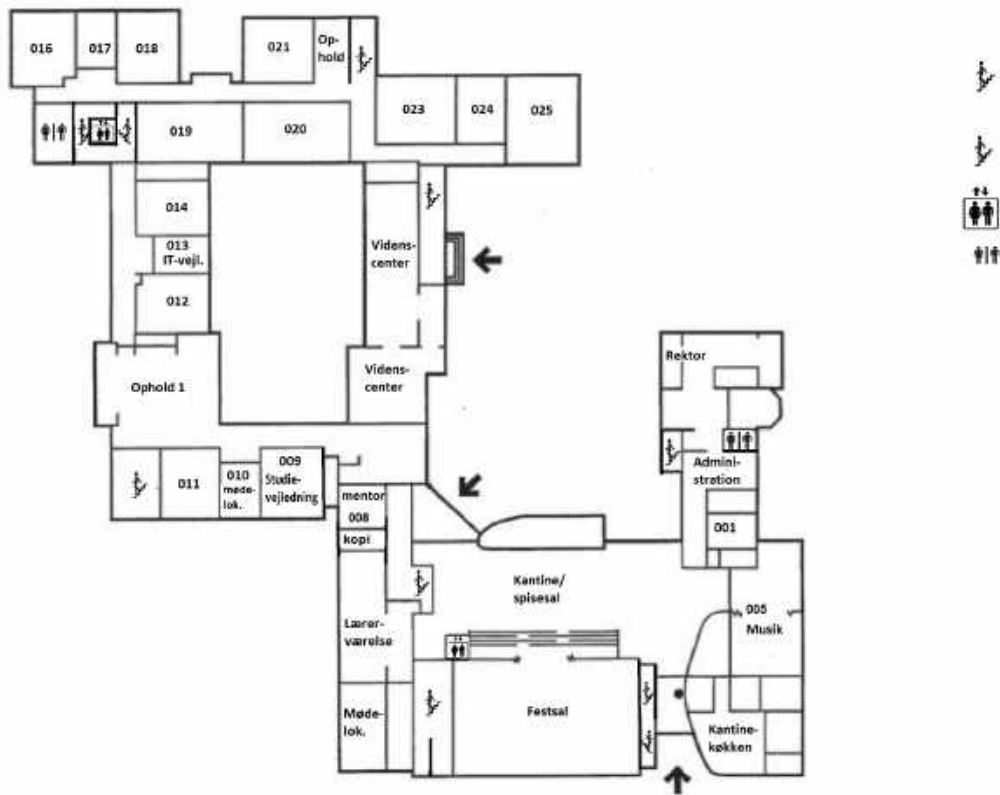 016
017
018
021
Op-
hold
023
024
025
019
020
014
013
IT-vejl.
012
Videns-
center
Videns-
center
Ophold 1
Rektor
011
010
møde-
lok.
009
Studie-
vejledning
mentor
008
kopi
Admini-
strøtion
001
Kantine/
spisesal
005
Musik
Lærer-
værelse
Møde-
lok.
Festsal
Kantine-
køkken